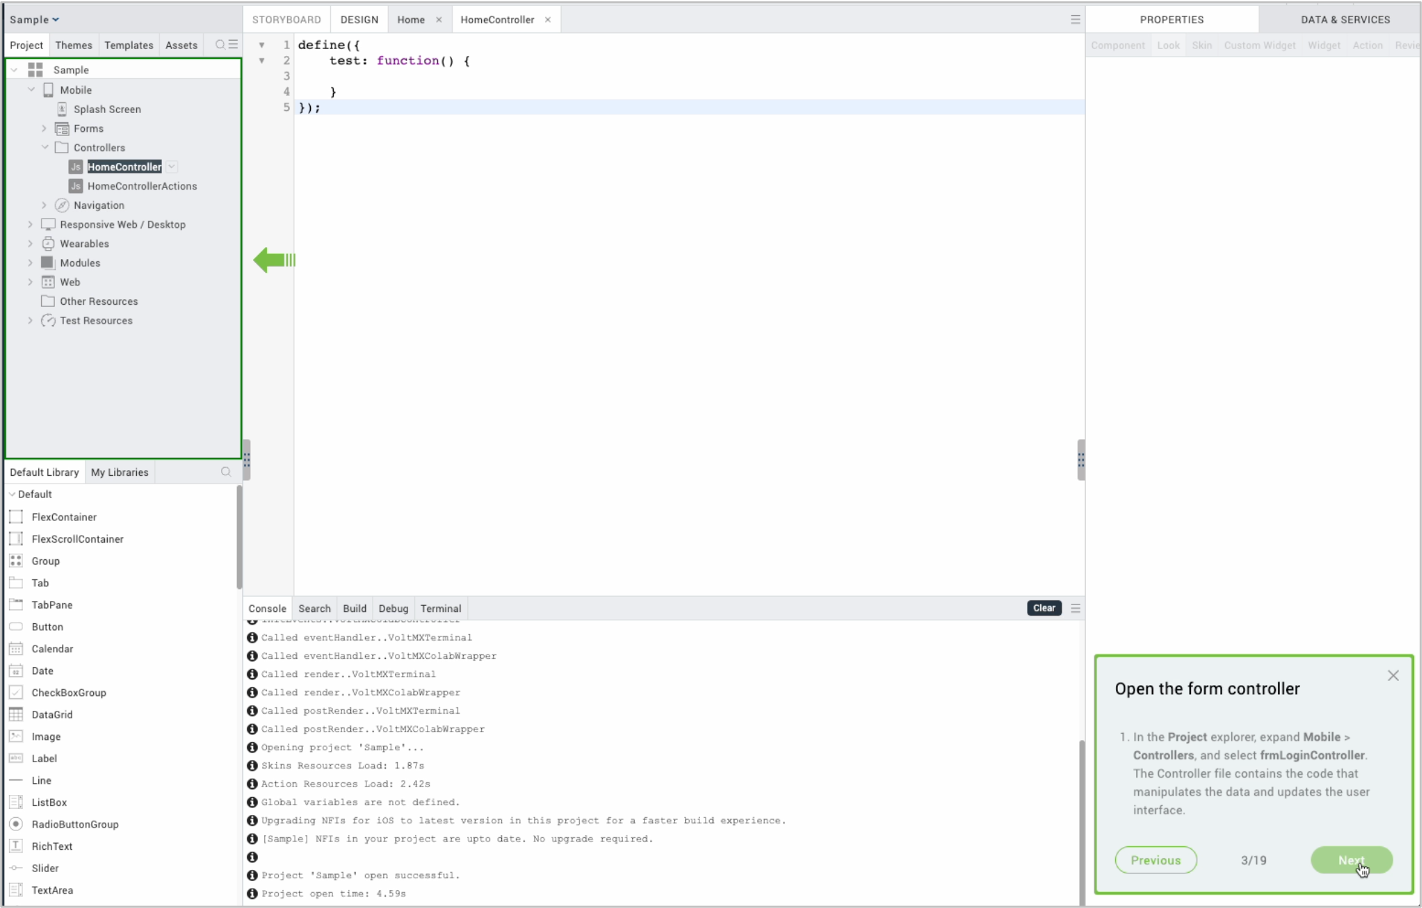 Sample
Project Themes Templates Assets
Sample
Mobile
Splash Screen
Forms
Controllers
Js HomeController
Js HomeControllerActions
Navigation
Responsive Web / Desktop
Wearables
Modules
Web
Other Resources
Test Resources
Default Library My Libraries
Default
FlexContainer
FlexScrollContainer
Group
Tab
TabPane
Button
Calendar
Date
CheckBoxGroup
DataGrid
Image
Label
Line
ListBox
RadioButtonGroup
RichText
Slider
TextArea
STORYBOARD DESIGN Home × HomeController ×
1 define({
2 test: function() {
3
4 }
5 });
Console Search Build Debug Terminal Clear
Called eventHandler..VoltMXTerminal
Called eventHandler..VoltMXColabWrapper
Called render..VoltMXTerminal
Called render..VoltMXColabWrapper
Called postRender..VoltMXTerminal
Called postRender..VoltMXColabWrapper
Opening project 'Sample'...
Skins Resources Load: 1.87s
Action Resources Load: 2.42s
Global variables are not defined.
Upgrading NFIs for iOS to latest version in this project for a faster build experience.
[Sample] NFIs in your project are upto date. No upgrade required.
Project 'Sample' open successful.
Project open time: 4.59s
PROPERTIES DATA & SERVICES
Component Look Skin Custom Widget Widget Action Revie
Open the form controller
1. In the Project explorer, expand Mobile >
Controllers, and select frmLoginController.
The Controller file contains the code that
manipulates the data and updates the user
interface.
Previous 3/19 Next